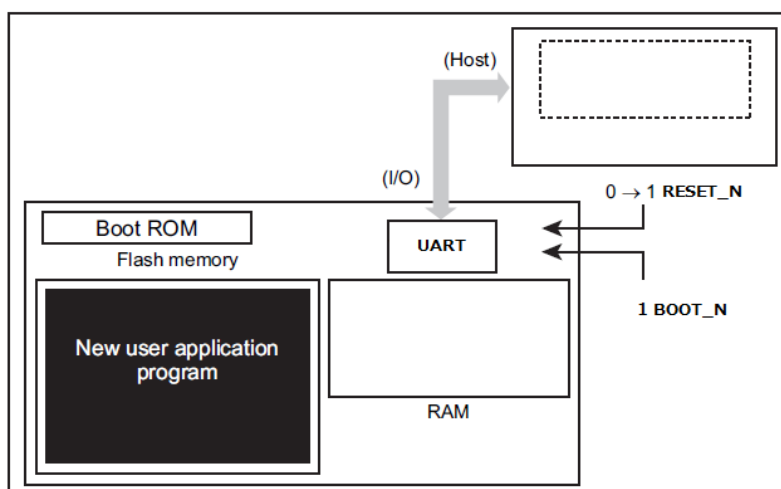 (Host)
(I/O)
0 → 1 RESET_N
Boot ROM
UART
Flash memory
1 BOOT_N
New user application
program
RAM